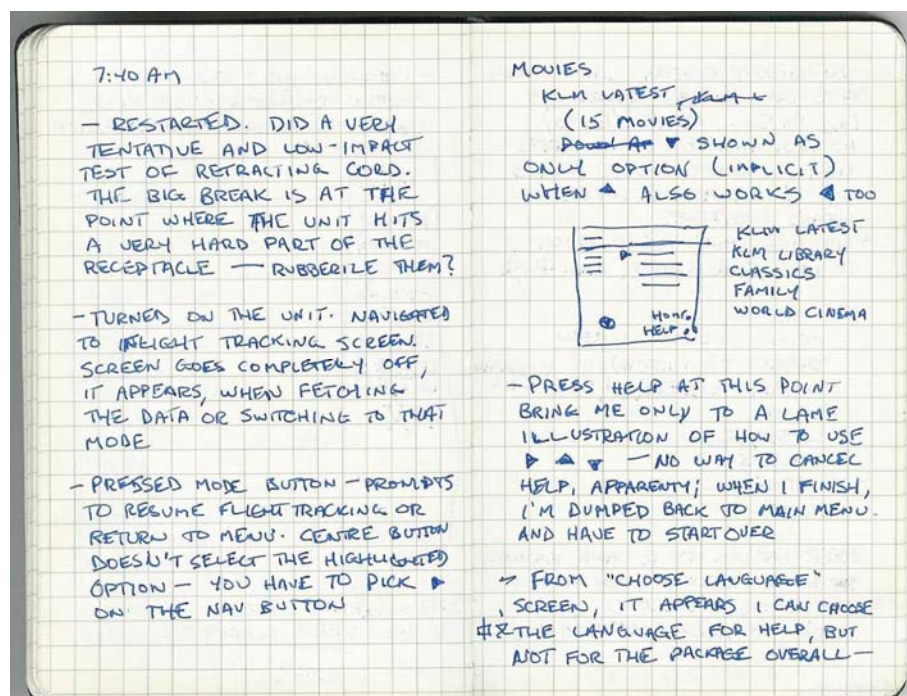 7:40 AM
— RESTARTED. DID A VERY
TENTATIVE AND LOW-IMPACT
TEST OF RETRACTING CORD.
THE BIG BREAK IS AT THE
POINT WHERE THE UNIT HITS
A VERY HARD PART OF THE
RECEPTACLE — RUBBERIZE THEM?
— TURNED ON THE UNIT. NAVIGATED
TO INFLIGHT TRACKING SCREEN.
SCREEN GOES COMPLETELY OFF,
IT APPEARS, WHEN FETCHING
THE DATA OR SWITCHING TO THAT
MODE
— PRESSED MODE BUTTON — PROMPTS
TO RESUME FLIGHT TRACKING OR
RETURN TO MENU. CENTRE BUTTON
DOESN'T SELECT THE HIGHLIGHTED
OPTION — YOU HAVE TO PICK ▶
ON THE NAV BUTTON
MOVIES
KLM LATEST
(15 MOVIES)
▼ SHOWN AS
ONLY OPTION (IMPLICIT)
WHEN ▲ ALSO WORKS ◀ TOO
KLM LATEST
KLM LIBRARY
CLASSICS
FAMILY
WORLD CINEMA
HOME
HELP
— PRESS HELP AT THIS POINT
BRING ME ONLY TO A LAME
ILLUSTRATION OF HOW TO USE
▶ ▲ ▼ — NO WAY TO CANCEL
HELP, APPARENTY; WHEN I FINISH,
I'M DUMPED BACK TO MAIN MENU.
AND HAVE TO START OVER
FROM "CHOOSE LANGUAGE"
SCREEN, IT APPEARS I CAN CHOOSE
THE LANGUAGE FOR HELP, BUT
NOT FOR THE PACKAGE OVERALL —